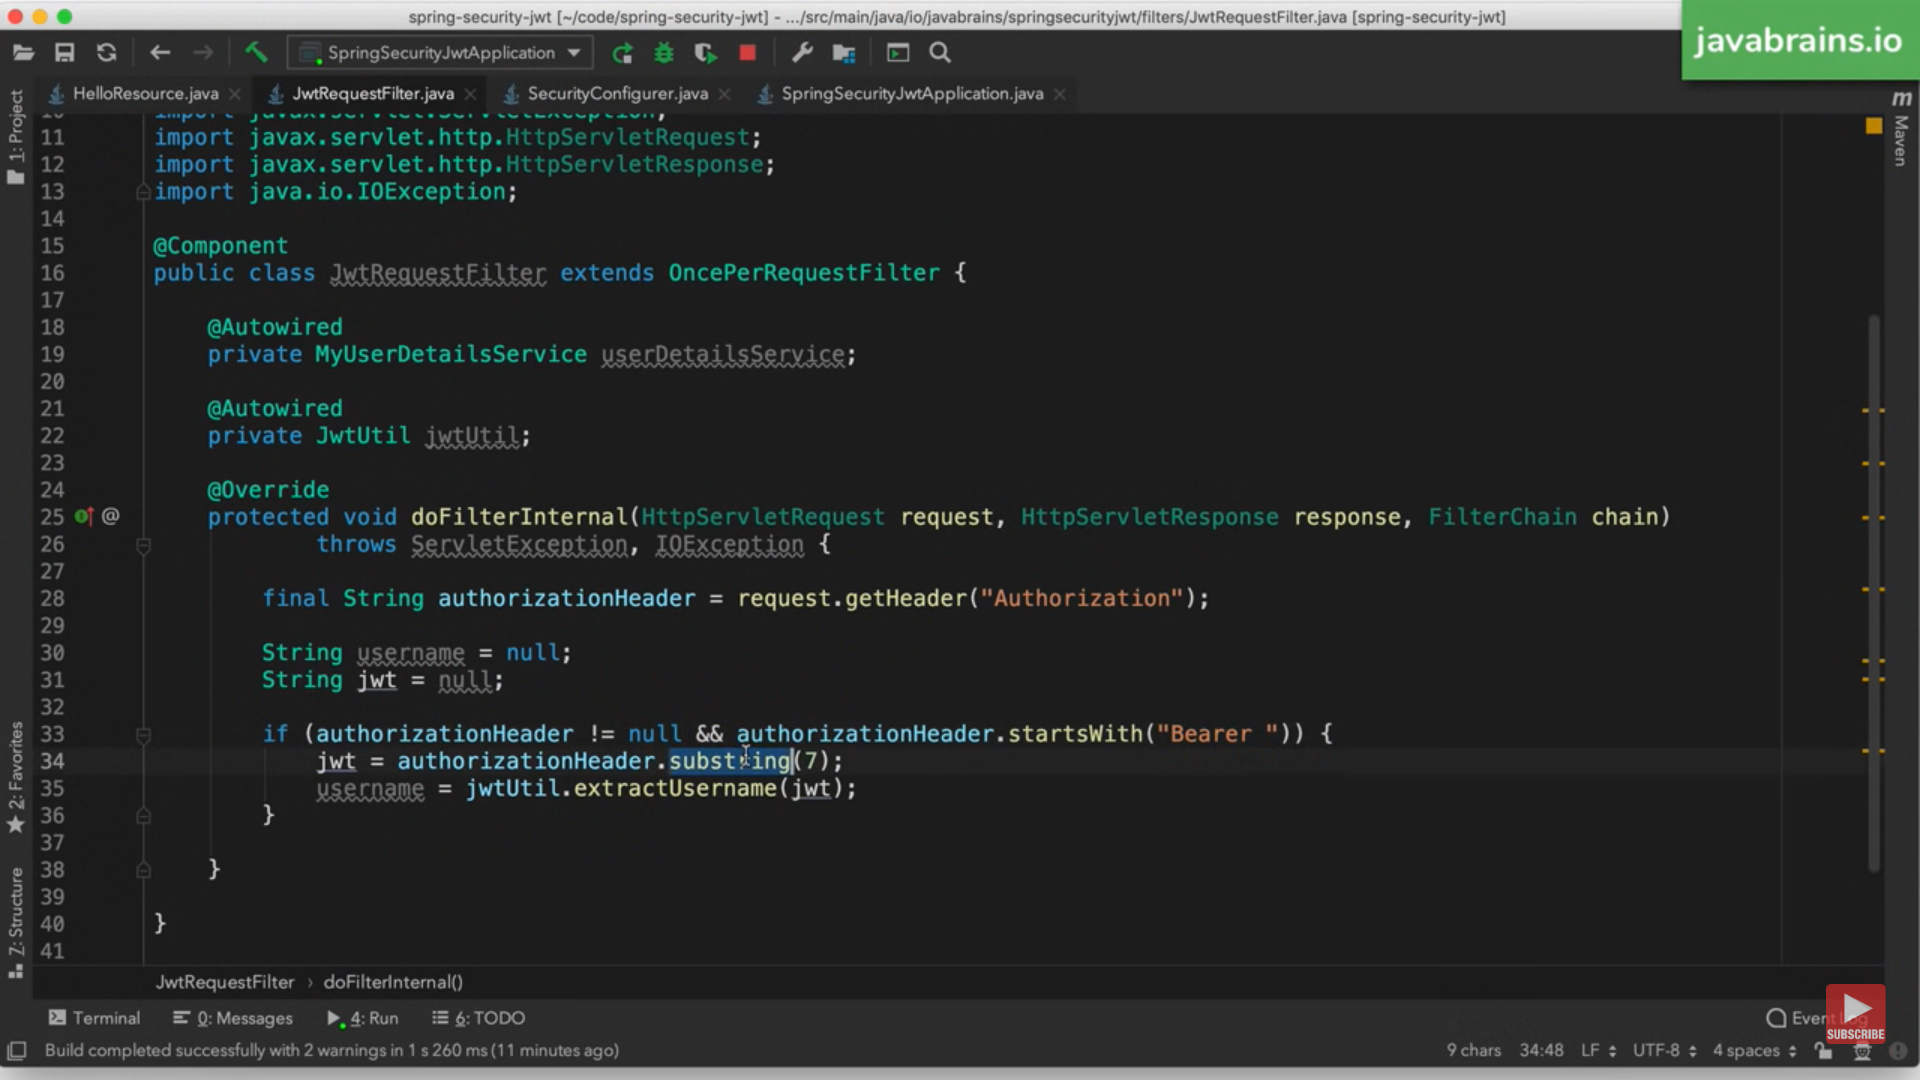 spring-security-jwt [~/code/spring-security-jwt] - .../src/main/java/io/javabrains/springsecurityjwt/filters/JwtRequestFilter.java [spring-security-jwt]
javabrains.io
SpringSecurityJwtApplication
HelloResource.java
JwtRequestFilter.java
SecurityConfigurer.java
SpringSecurityJwtApplication.java
1: Project
Maven
10 import javax.servlet.ServletException;
11 import javax.servlet.http.HttpServletRequest;
12 import javax.servlet.http.HttpServletResponse;
13 import java.io.IOException;
14
15 @Component
16 public class JwtRequestFilter extends OncePerRequestFilter {
17
18 @Autowired
19 private MyUserDetailsService userDetailsService;
20
21 @Autowired
22 private JwtUtil jwtUtil;
23
24 @Override
25 @ protected void doFilterInternal(HttpServletRequest request, HttpServletResponse response, FilterChain chain)
26 throws ServletException, IOException {
27
28 final String authorizationHeader = request.getHeader("Authorization");
29
30 String username = null;
31 String jwt = null;
32
33 if (authorizationHeader != null && authorizationHeader.startsWith("Bearer ")) {
34 jwt = authorizationHeader.substring(7);
35 username = jwtUtil.extractUsername(jwt);
36 }
37
38 }
39
40 }
41
2: Favorites
Z: Structure
JwtRequestFilter › doFilterInternal()
Terminal
0: Messages
4: Run
6: TODO
Event Log
SUBSCRIBE
Build completed successfully with 2 warnings in 1 s 260 ms (11 minutes ago)
9 chars 34:48 LF UTF-8 4 spaces